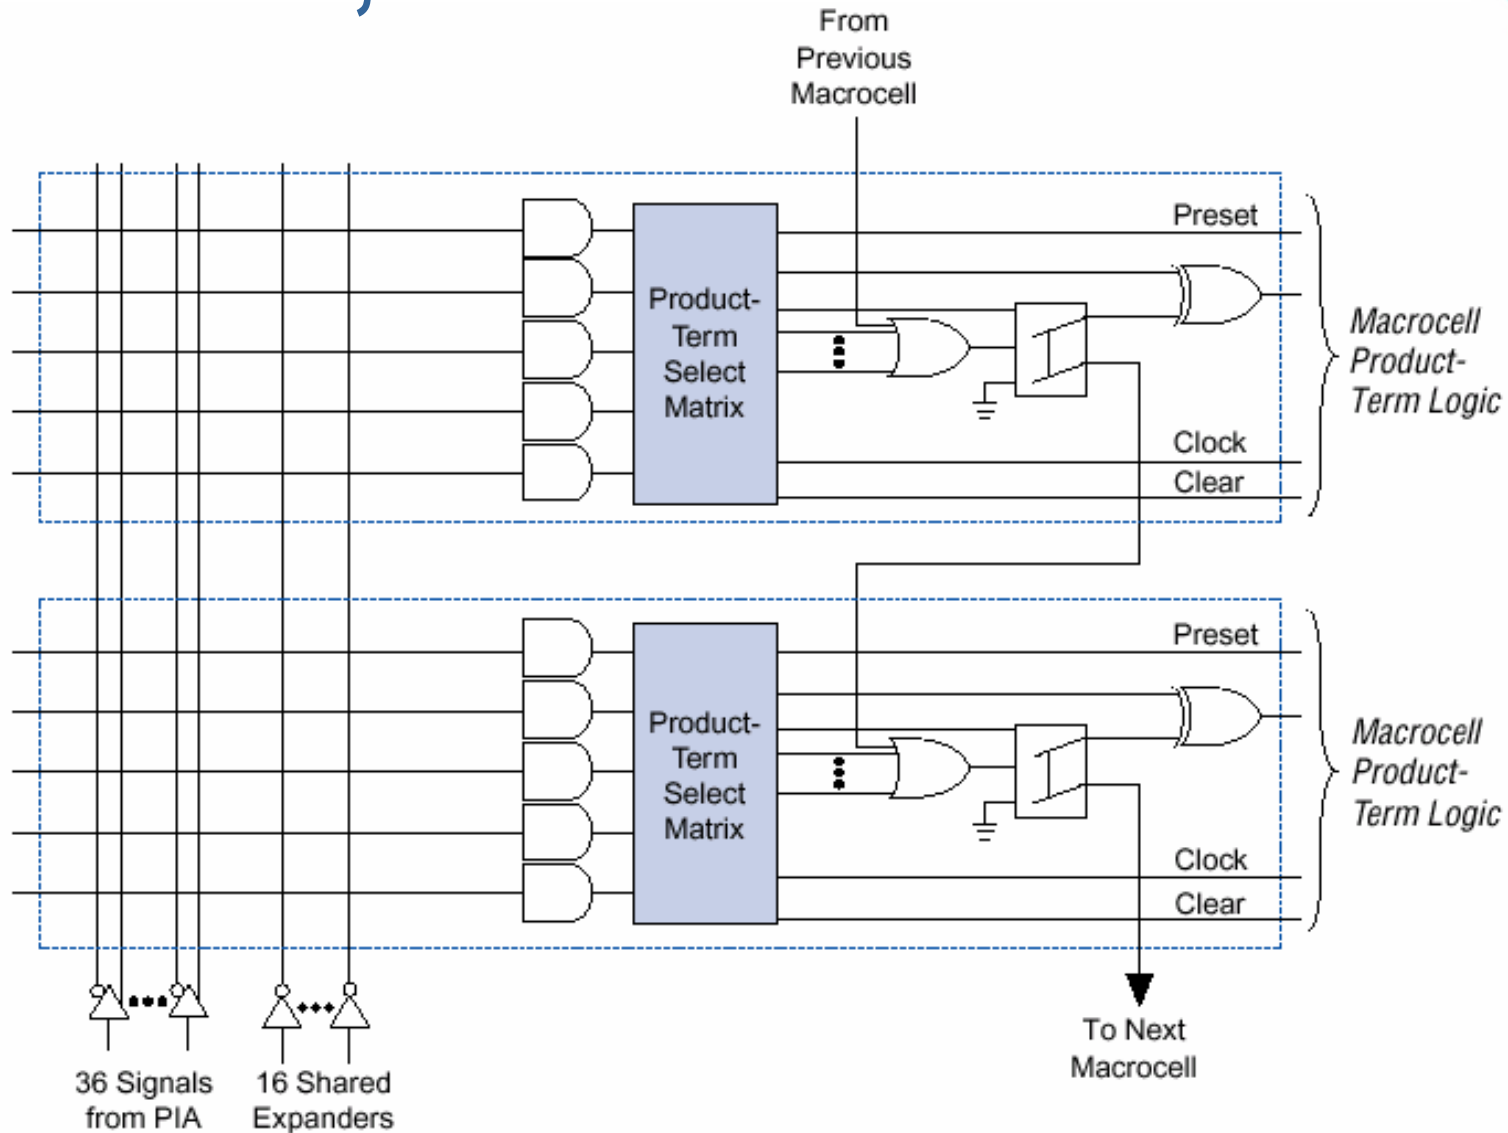 From
Previous
Macrocell
Preset
Product-
Term
Select
Matrix
Macrocell
Product-
Term Logic
Clock
Clear
Preset
Product-
Term
Select
Matrix
Macrocell
Product-
Term Logic
Clock
Clear
To Next
Macrocell
36 Signals
from PIA
16 Shared
Expanders